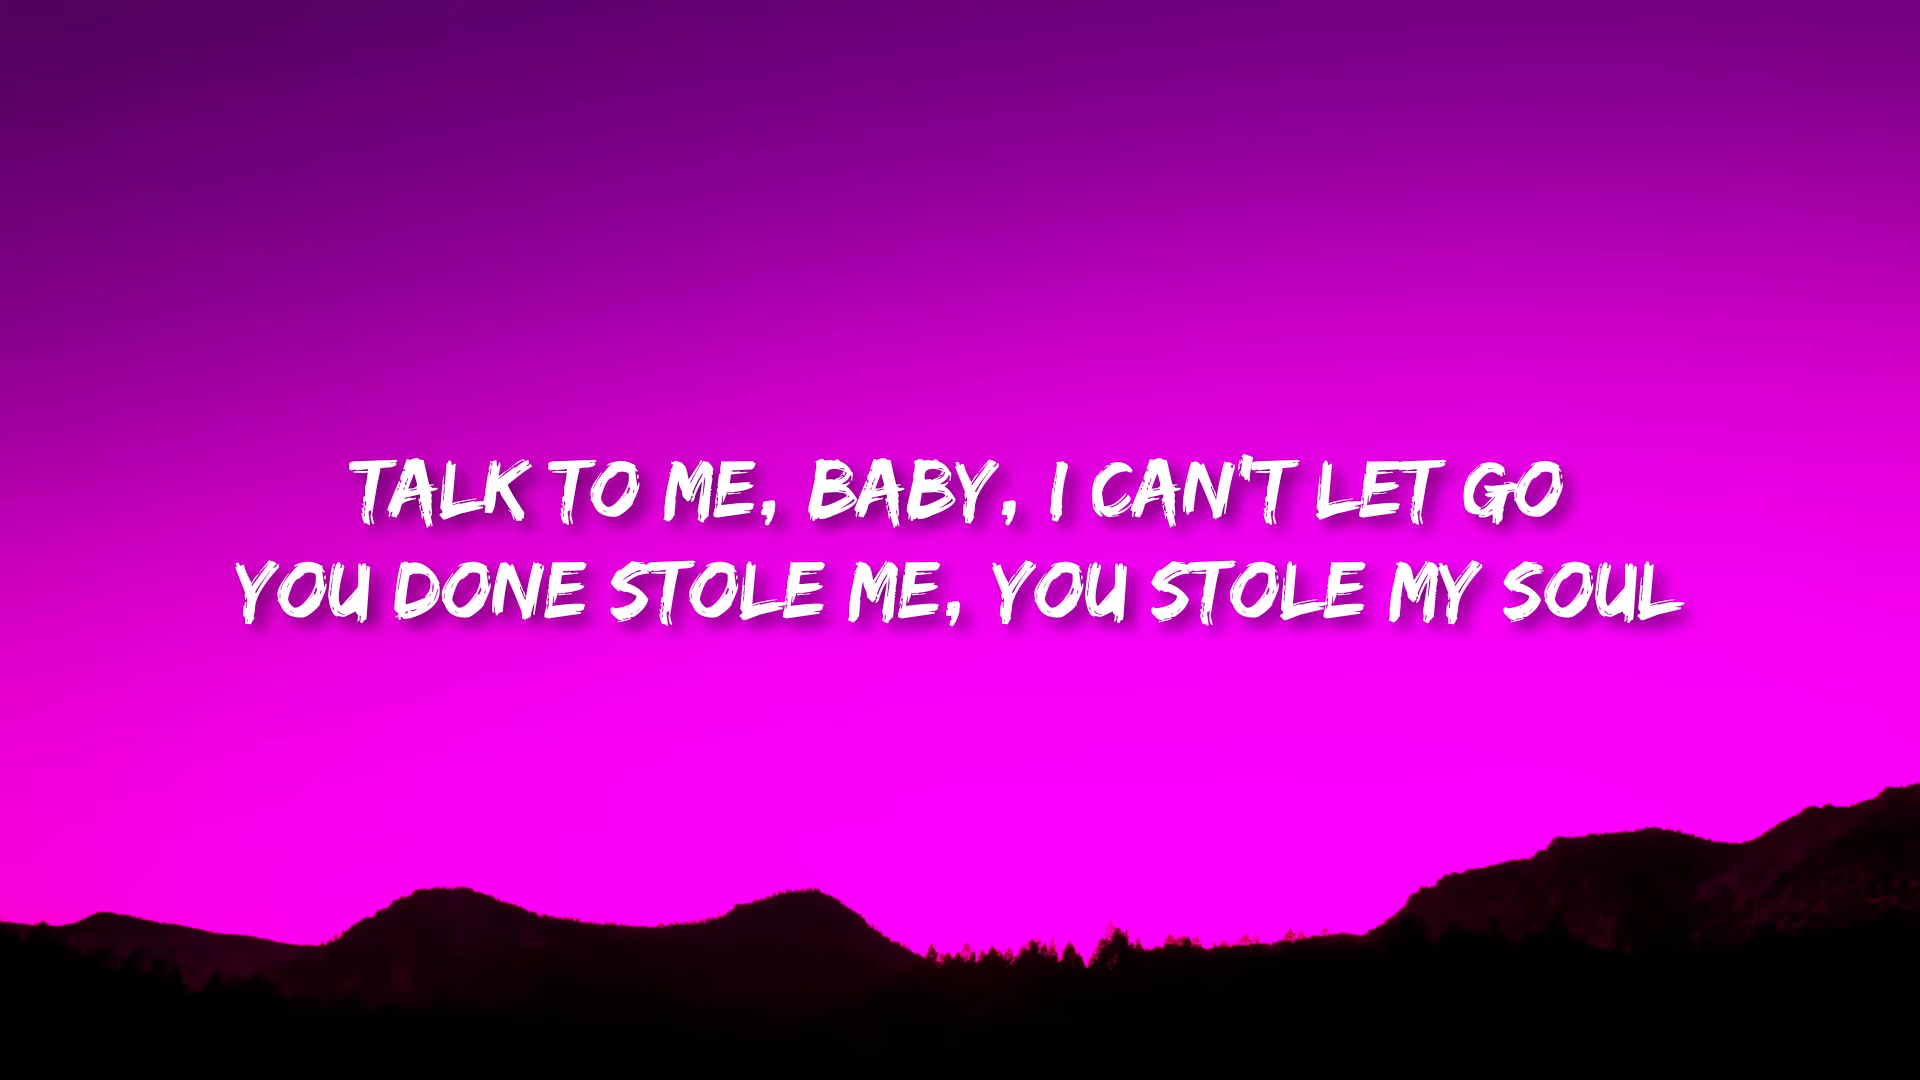 TALK TO ME, BABY, I CAN'T LET GO
YOU DONE STOLE ME, YOU STOLE MY SOUL